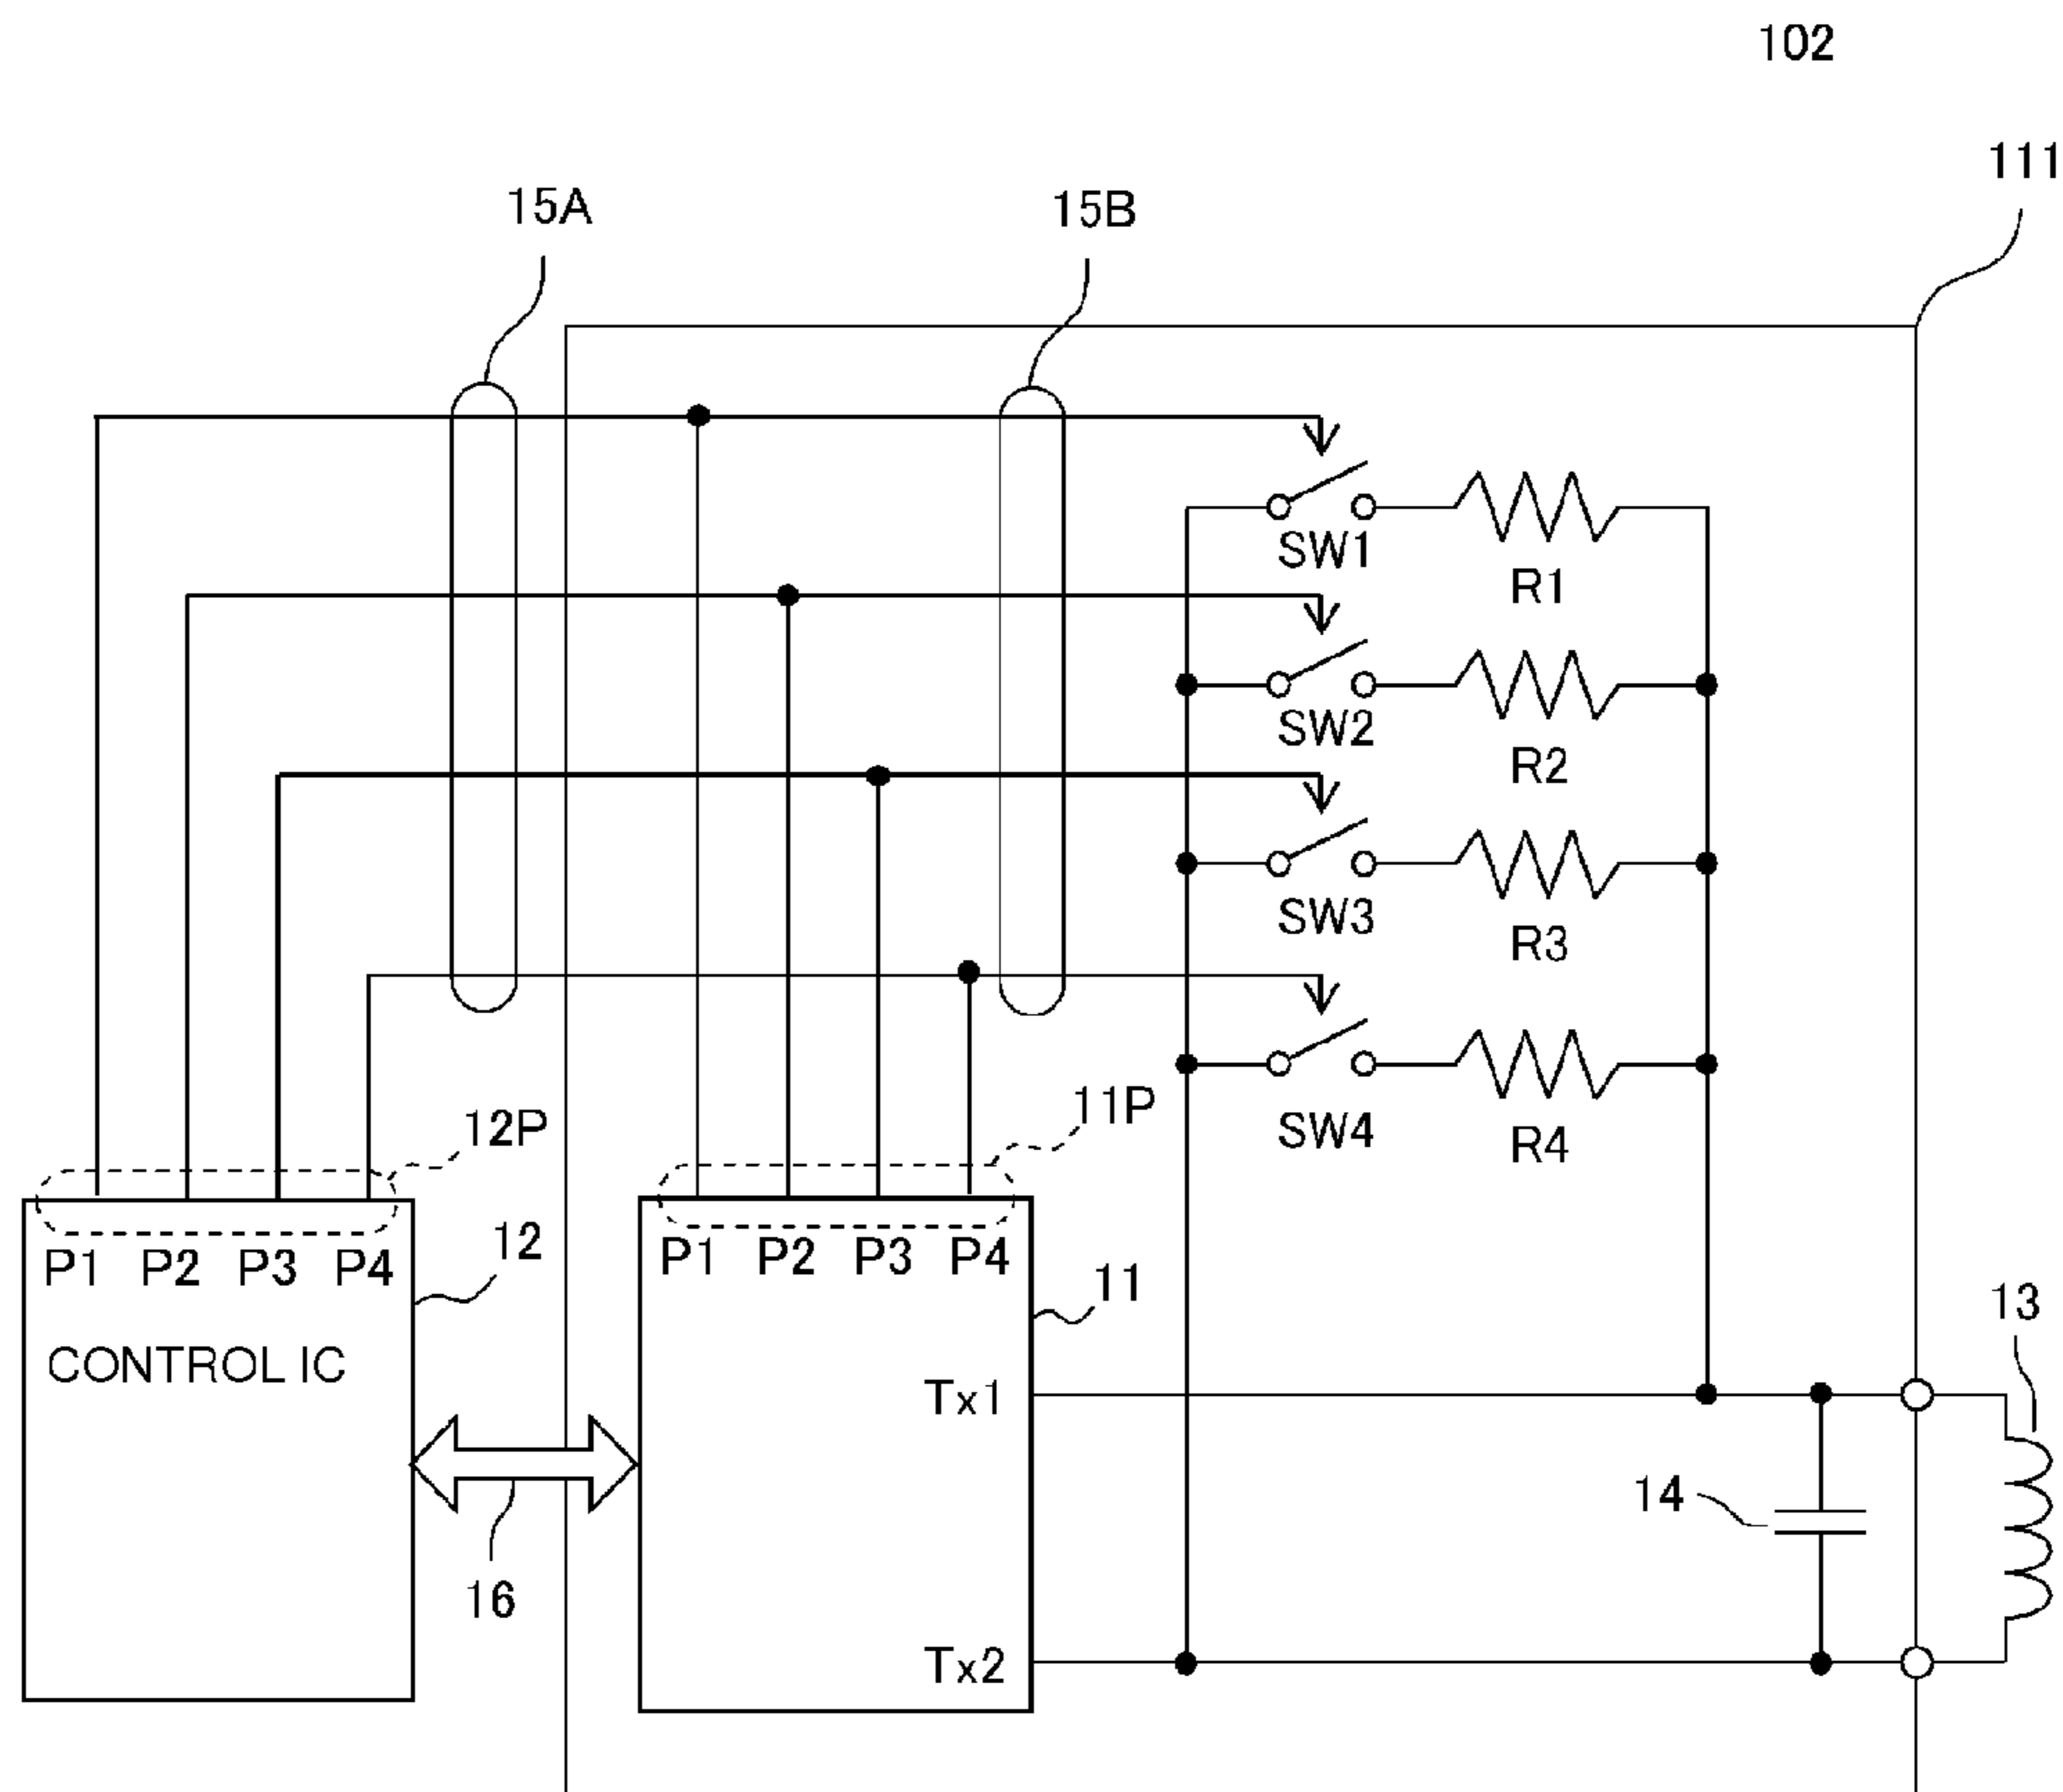 102
111
15A
15B
SW1
R1
SW2
R2
SW3
R3
SW4
R4
12P
11P
P1 P2 P3 P4
12
P1 P2 P3 P4
11
CONTROL IC
13
Tx1
14
16
Tx2